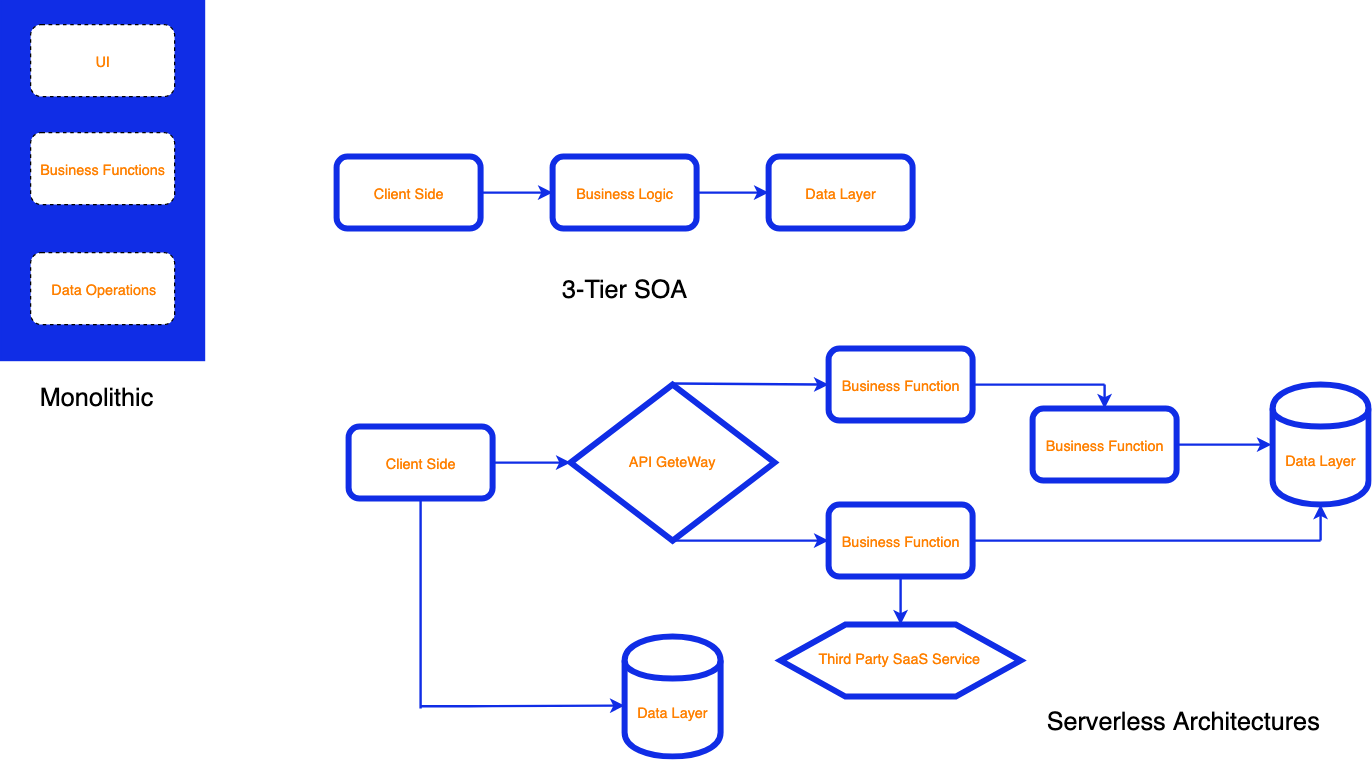 UI
Business Functions
Data Operations
Monolithic
Client Side
Business Logic
Data Layer
3-Tier SOA
Client Side
API GeteWay
Business Function
Business Function
Data Layer
Business Function
Third Party SaaS Service
Data Layer
Serverless Architectures